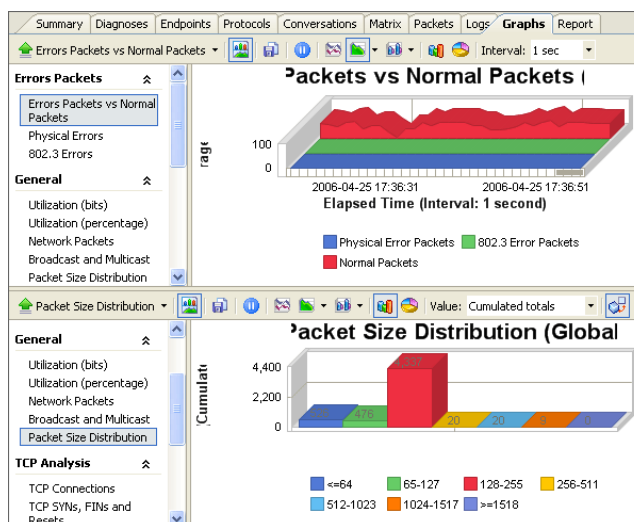 Summary Diagnoses Endpoints Protocols Conversations Matrix Packets Logs Graphs Report
Errors Packets vs Normal Packets Interval: 1 sec
Errors Packets
Errors Packets vs Normal
Packets
Physical Errors
802.3 Errors
General
Utilization (bits)
Utilization (percentage)
Network Packets
Broadcast and Multicast
Packet Size Distribution
Packets vs Normal Packets (
rage
100
0
2006-04-25 17:36:31 2006-04-25 17:36:51
Elapsed Time (Interval: 1 second)
Physical Error Packets 802.3 Error Packets
Normal Packets
Packet Size Distribution Value: Cumulated totals
General
Utilization (bits)
Utilization (percentage)
Network Packets
Broadcast and Multicast
Packet Size Distribution
TCP Analysis
TCP Connections
TCP SYNs, FINs and
Resets
Packet Size Distribution (Global
(Cumulate
4,400
2,200
0
476 20 20 9 0
<=64 65-127 128-255 256-511
512-1023 1024-1517 >=1518